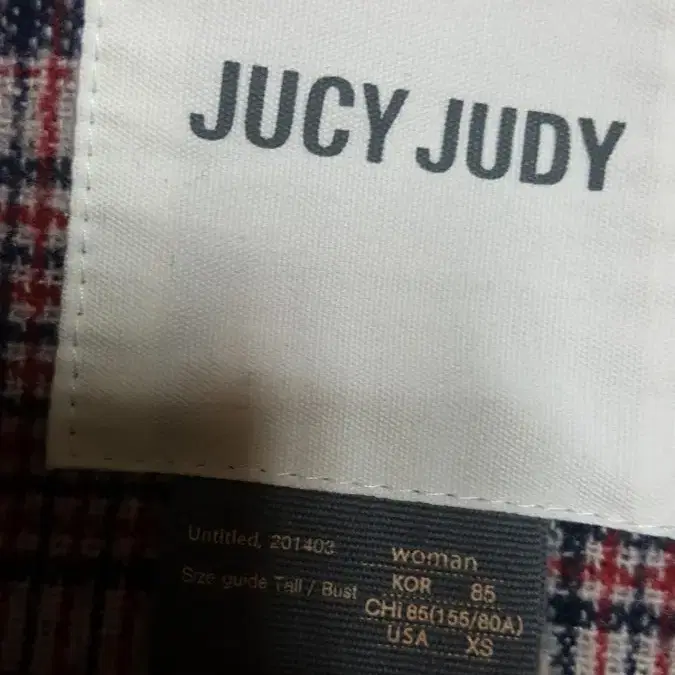 JUCY JUDY
Untitled, 201403
Size guide Tall / Bust
woman
KOR 85
CHi 85(155/80A)
USA XS